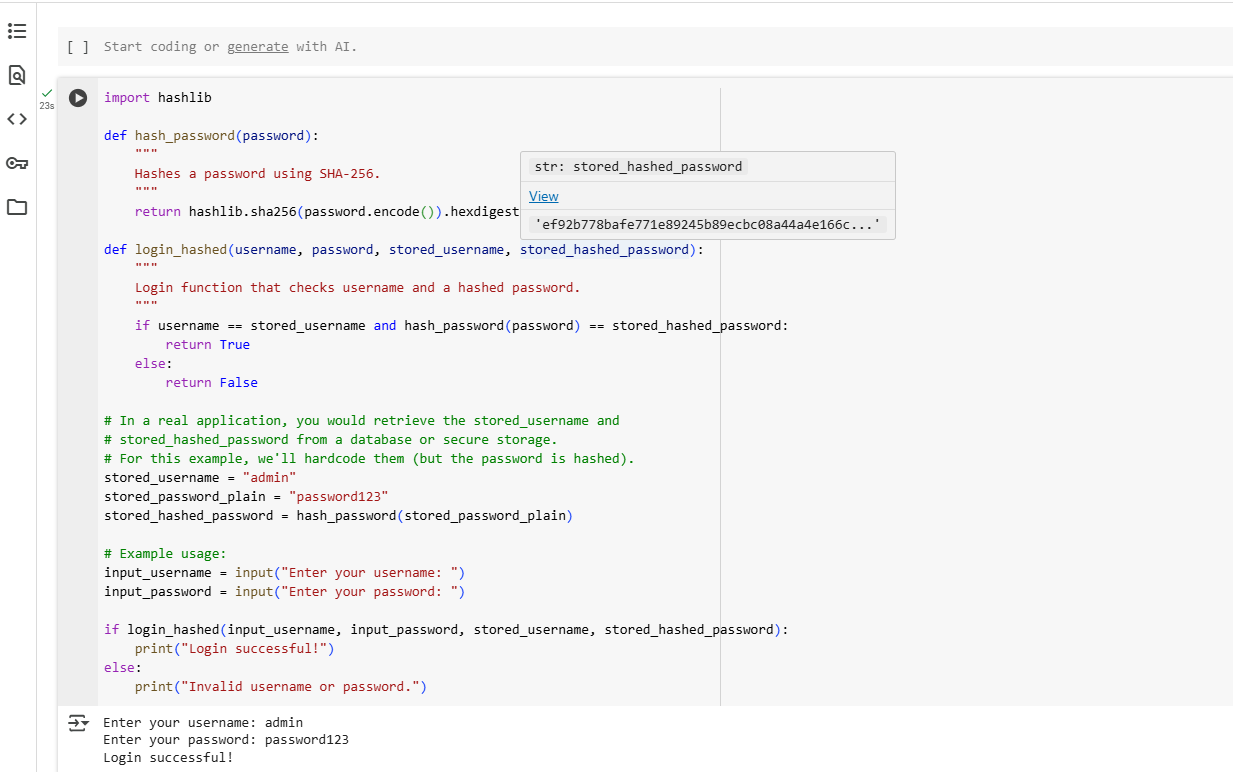 [ ] Start coding or generate with AI.
23s
import hashlib
def hash_password(password):
"""
Hashes a password using SHA-256.
"""
return hashlib.sha256(password.encode()).hexdigest
str: stored_hashed_password
View
'ef92b778bafe771e89245b89ecbc08a44a4e166c...'
def login_hashed(username, password, stored_username, stored_hashed_password):
"""
Login function that checks username and a hashed password.
"""
if username == stored_username and hash_password(password) == stored_hashed_password:
return True
else:
return False
# In a real application, you would retrieve the stored_username and
# stored_hashed_password from a database or secure storage.
# For this example, we'll hardcode them (but the password is hashed).
stored_username = "admin"
stored_password_plain = "password123"
stored_hashed_password = hash_password(stored_password_plain)
# Example usage:
input_username = input("Enter your username: ")
input_password = input("Enter your password: ")
if login_hashed(input_username, input_password, stored_username, stored_hashed_password):
print("Login successful!")
else:
print("Invalid username or password.")
Enter your username: admin
Enter your password: password123
Login successful!